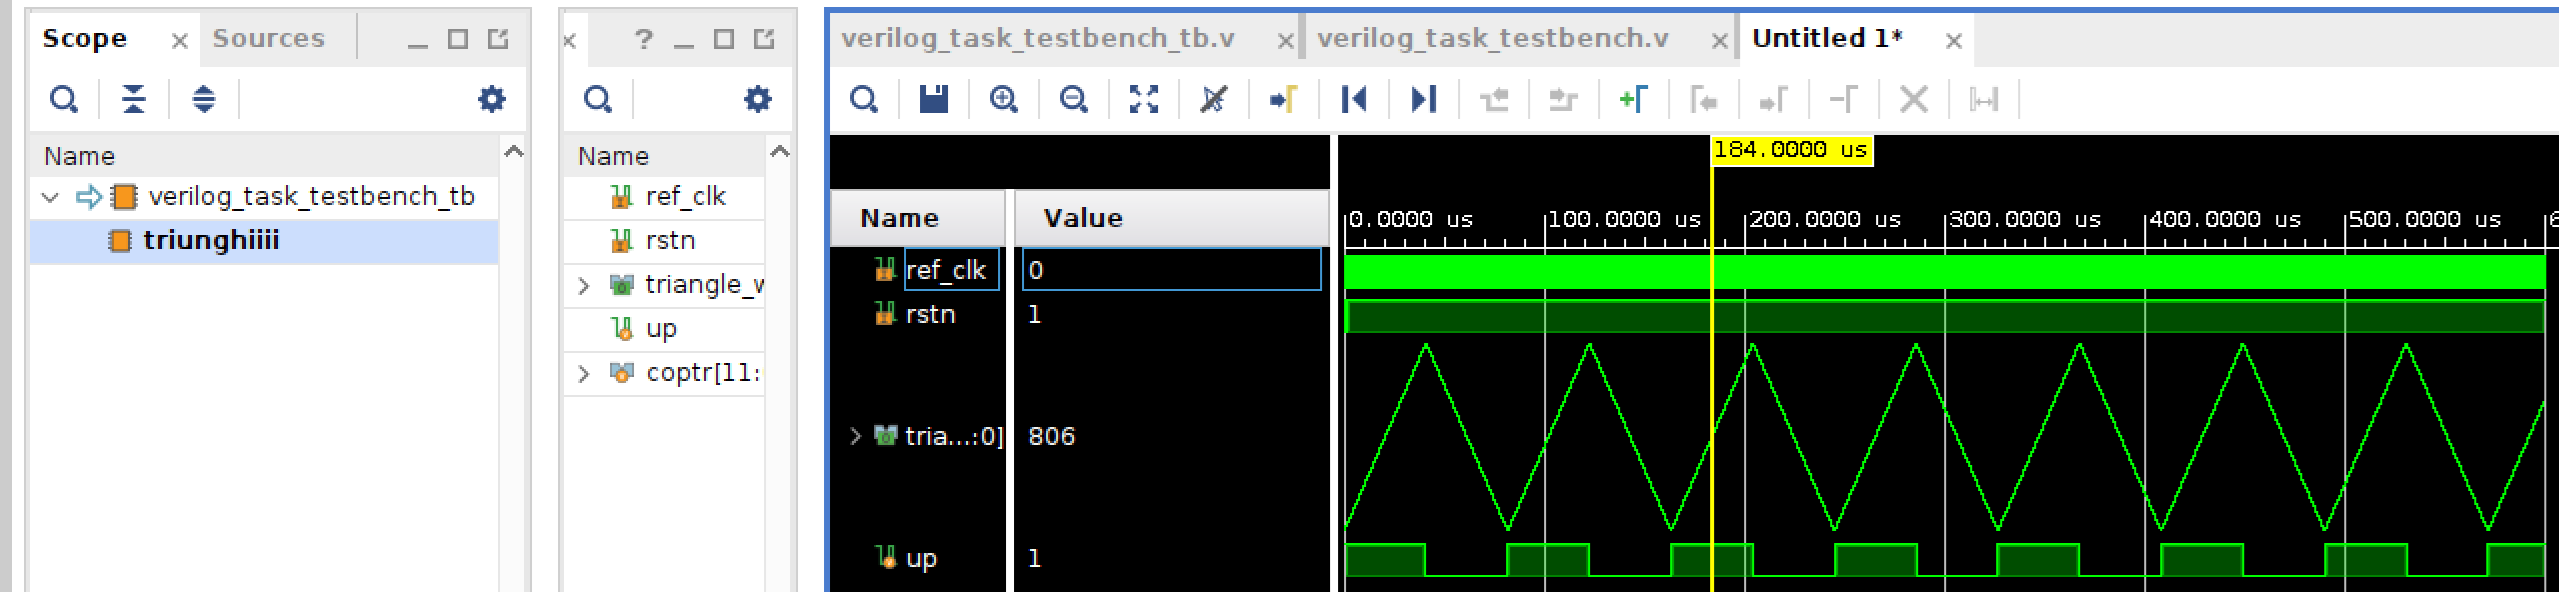 Scope Sources
Name
verilog_task_testbench_tb
triunghiiii
?
Name
ref_clk
rstn
triangle_w
up
coptr[11:
verilog_task_testbench_tb.v verilog_task_testbench.v Untitled 1*
184.0000 us
Name Value
0.0000 us 100.0000 us 200.0000 us 300.0000 us 400.0000 us 500.0000 us 6
ref_clk 0
rstn 1
tria...:0] 806
up 1